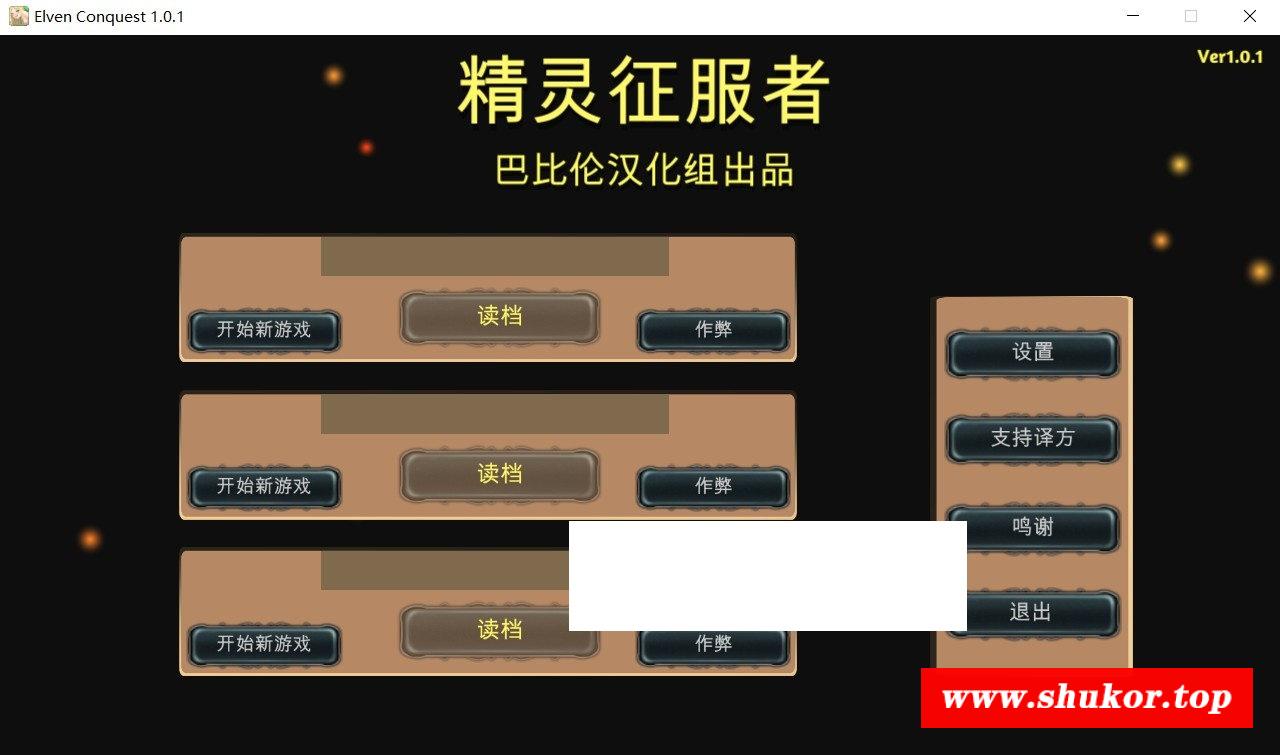 Elven Conquest 1.0.1
Ver1.0.1
精灵征服者
巴比伦汉化组出品
开始新游戏
读档
作弊
开始新游戏
读档
作弊
开始新游戏
读档
作弊
设置
支持译方
鸣谢
退出
www.shukor.top